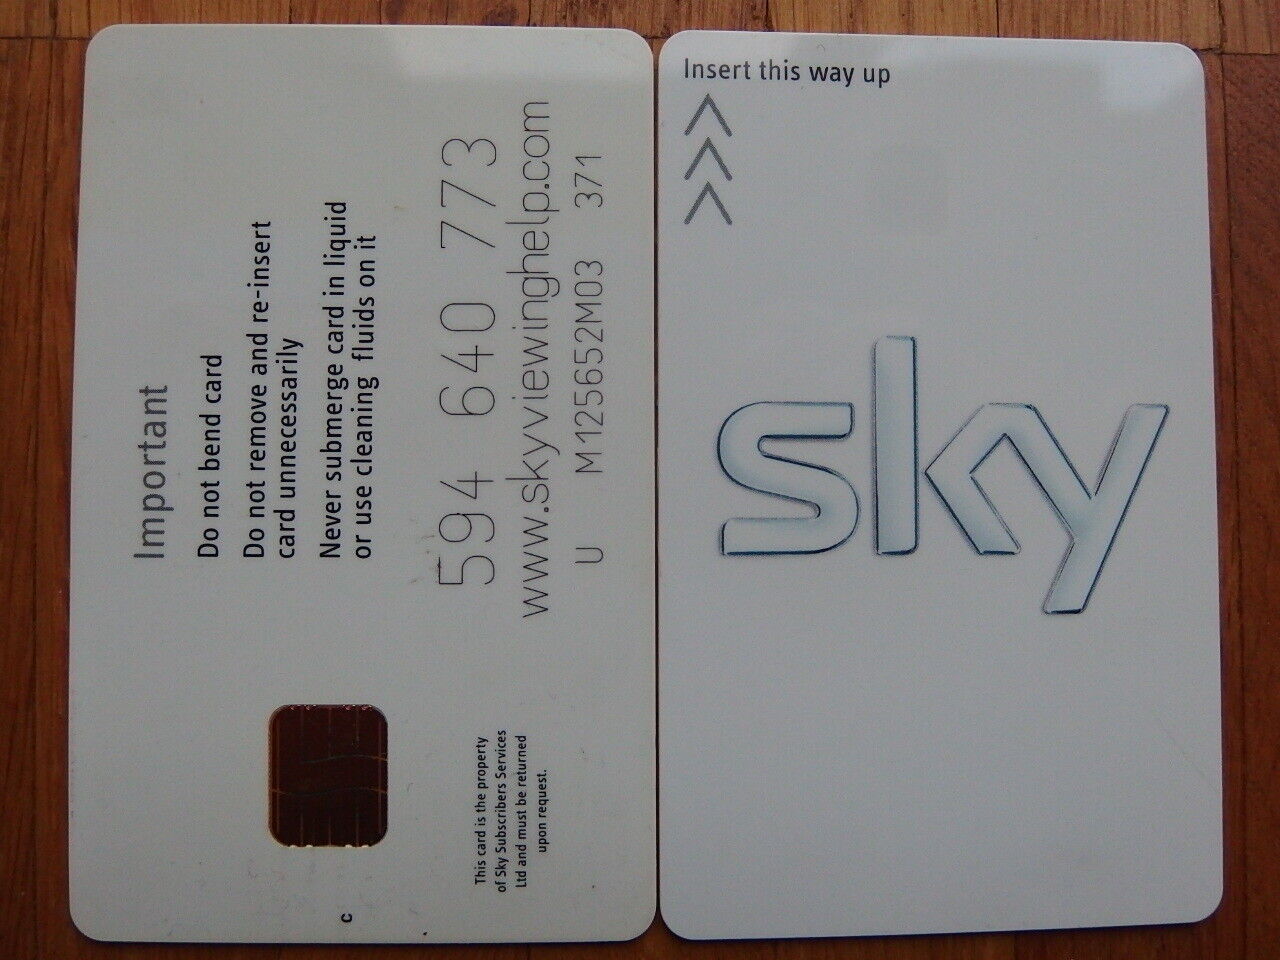 Important
Do not bend card
Do not remove and re-insert
card unnecessarily
Never submerge card in liquid
or use cleaning fluids on it
594 640 773
www.skyviewinghelp.com
U M125652M03 371
This card is the property
of Sky Subscribers Services
Ltd and must be returned
upon request.
C
Insert this way up
sky